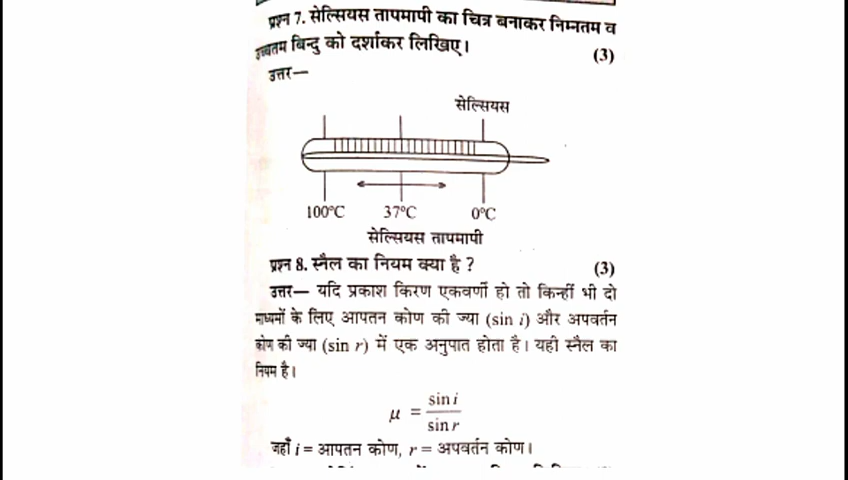 प्रश्न 7. सेल्सियस तापमापी का चित्र बनाकर निम्नतम व
उच्चतम बिन्दु को दर्शाकर लिखिए।
(3)
उत्तर—
सेल्सियस
100°C 37°C 0°C
सेल्सियस तापमापी
प्रश्न 8. स्नैल का नियम क्या है ? (3)
उत्तर— यदि प्रकाश किरण एकवर्णी हो तो किन्हीं भी दो
माध्यमों के लिए आपतन कोण की ज्या (sin i) और अपवर्तन
कोण की ज्या (sin r) में एक अनुपात होता है। यही स्नैल का
नियम है।
μ = sin i / sin r
जहाँ i = आपतन कोण, r = अपवर्तन कोण।